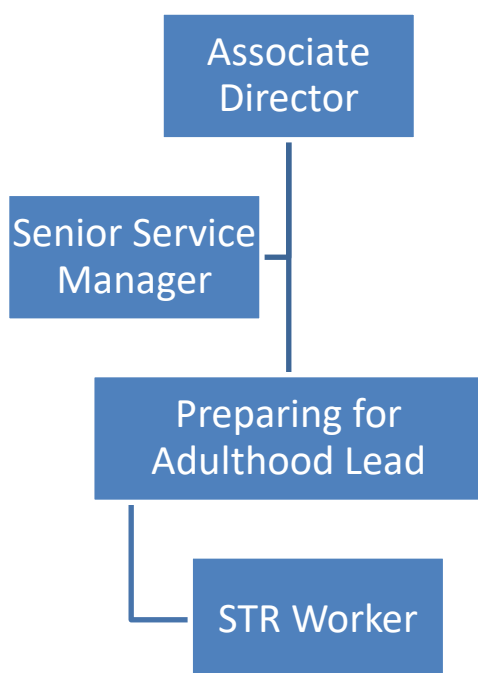 Associate
Director
Senior Service
Manager
Preparing for
Adulthood Lead
STR Worker